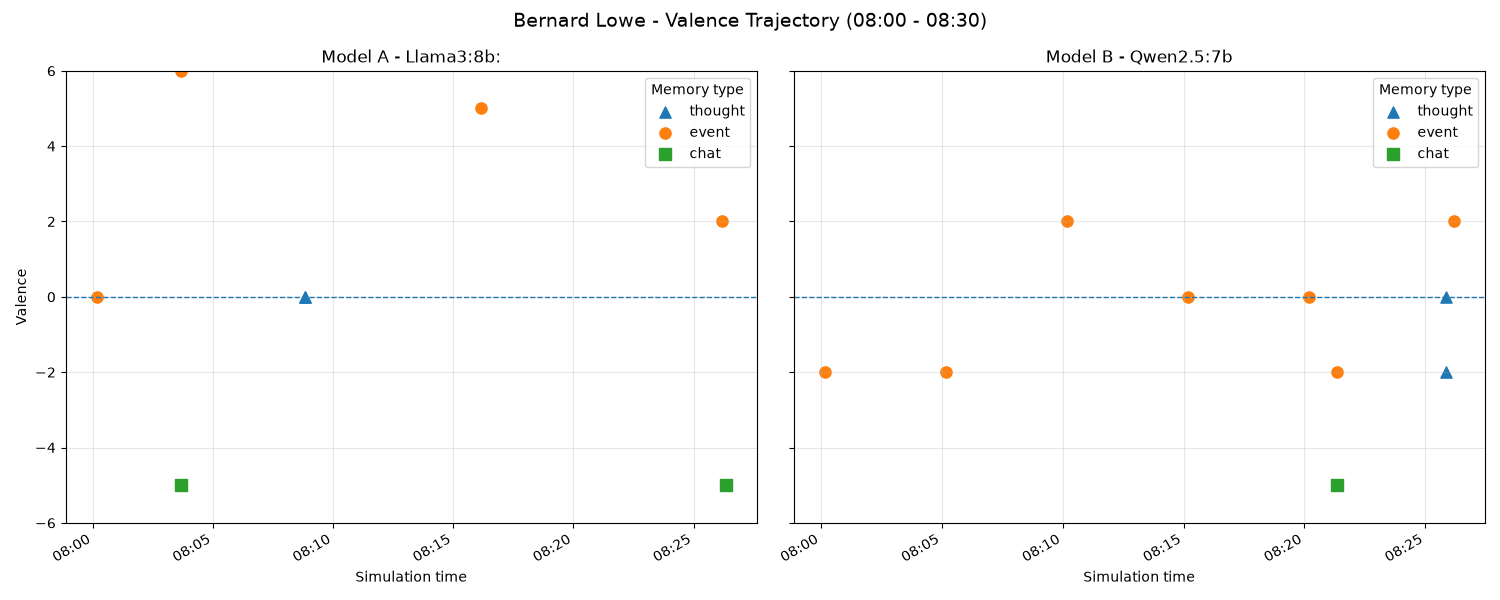 Bernard Lowe - Valence Trajectory (08:00 - 08:30)
Model A - Llama3:8b:
Memory type
thought
event
chat
6
4
2
0
−2
−4
−6
Valence
08:00
08:05
08:10
08:15
08:20
08:25
Simulation time
Model B - Qwen2.5:7b
Memory type
thought
event
chat
08:00
08:05
08:10
08:15
08:20
08:25
Simulation time